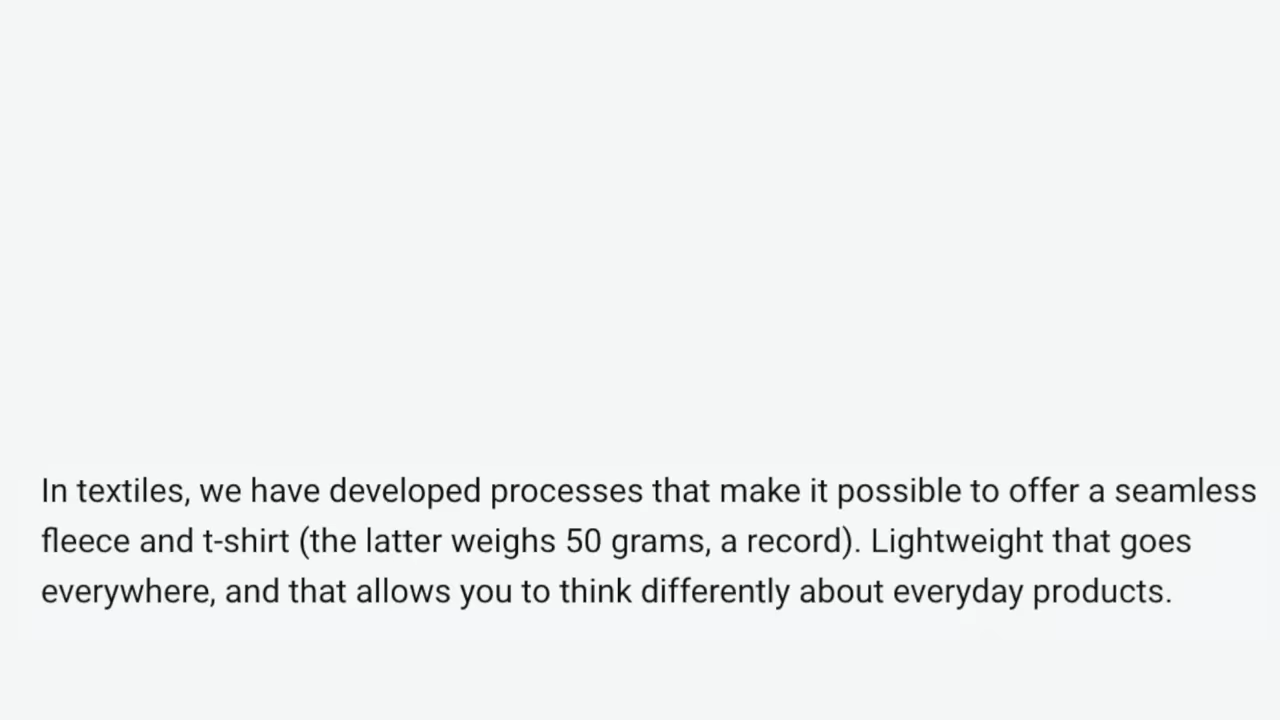 In textiles, we have developed processes that make it possible to offer a seamless
fleece and t-shirt (the latter weighs 50 grams, a record). Lightweight that goes
everywhere, and that allows you to think differently about everyday products.